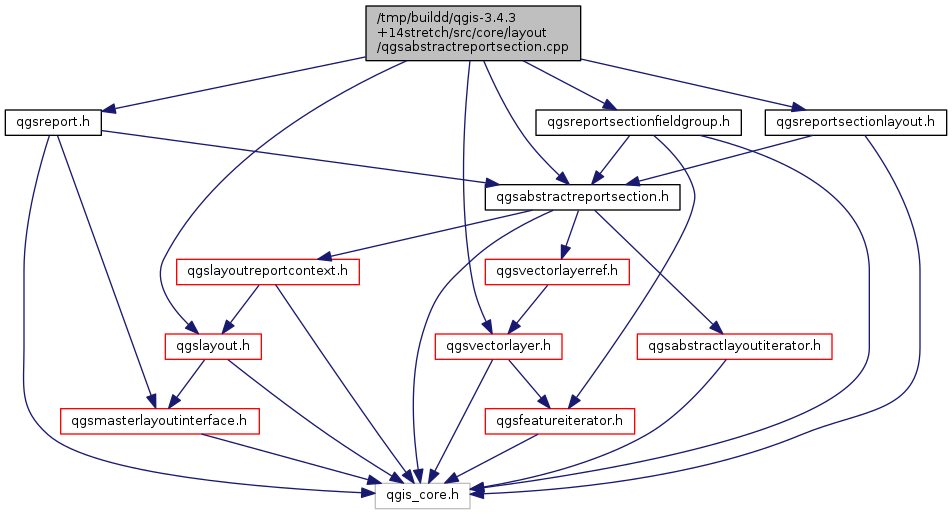 /tmp/buildd/qgis-3.4.3
+14stretch/src/core/layout
/qgsabstractreportsection.cpp
qgsreport.h
qgsreportsectionfieldgroup.h
qgsreportsectionlayout.h
qgsabstractreportsection.h
qgslayoutreportcontext.h
qgsvectorlayerref.h
qgslayout.h
qgsvectorlayer.h
qgsabstractlayoutiterator.h
qgsmasterlayoutinterface.h
qgsfeatureiterator.h
qgis_core.h